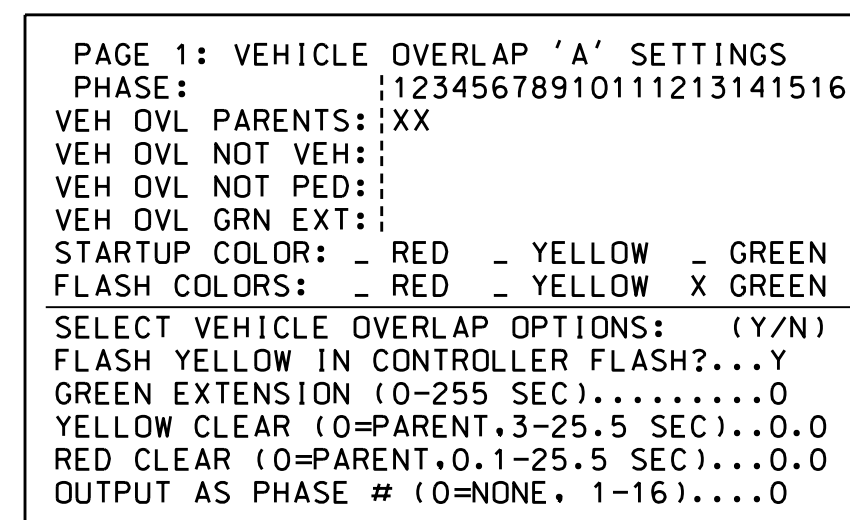 PAGE 1: VEHICLE OVERLAP 'A' SETTINGS
PHASE: ¦12345678910111213141516
VEH OVL PARENTS:¦XX
VEH OVL NOT VEH:¦
VEH OVL NOT PED:¦
VEH OVL GRN EXT:¦
STARTUP COLOR: _ RED _ YELLOW _ GREEN
FLASH COLORS: _ RED _ YELLOW X GREEN
SELECT VEHICLE OVERLAP OPTIONS: (Y/N)
FLASH YELLOW IN CONTROLLER FLASH?...Y
GREEN EXTENSION (0-255 SEC).........0
YELLOW CLEAR (0=PARENT,3-25.5 SEC)..0.0
RED CLEAR (0=PARENT,0.1-25.5 SEC)...0.0
OUTPUT AS PHASE # (0=NONE, 1-16)....0